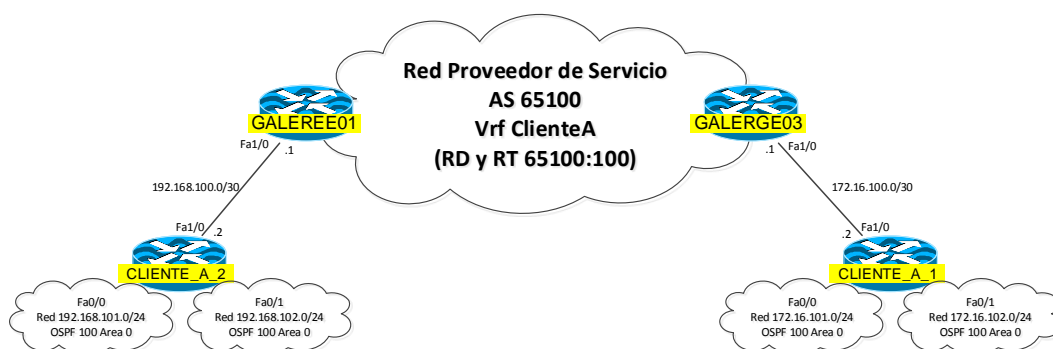 Red Proveedor de Servicio
AS 65100
Vrf ClienteA
(RD y RT 65100:100)
GALEREE01
Fa1/0
.1
192.168.100.0/30
Fa1/0
.2
CLIENTE_A_2
Fa0/0
Red 192.168.101.0/24
OSPF 100 Area 0
Fa0/1
Red 192.168.102.0/24
OSPF 100 Area 0
GALERGE03
.1
Fa1/0
172.16.100.0/30
.2
Fa1/0
CLIENTE_A_1
Fa0/0
Red 172.16.101.0/24
OSPF 100 Area 0
Fa0/1
Red 172.16.102.0/24
OSPF 100 Area 0